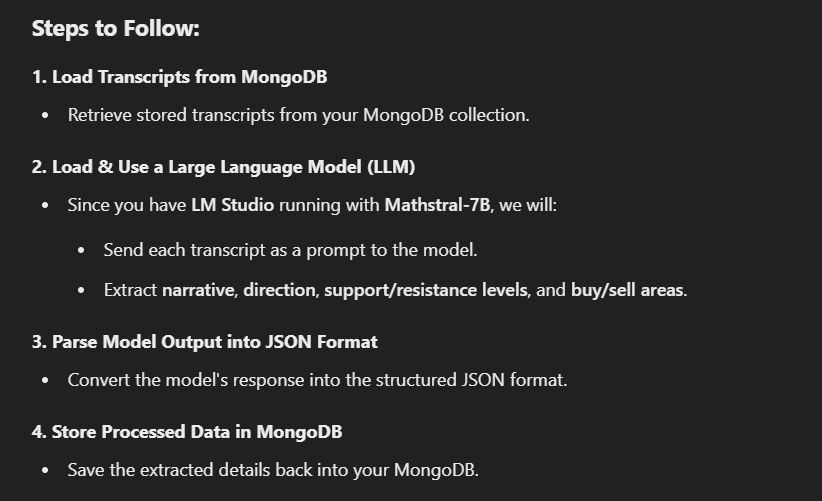 Steps to Follow:
1. Load Transcripts from MongoDB
• Retrieve stored transcripts from your MongoDB collection.
2. Load & Use a Large Language Model (LLM)
• Since you have LM Studio running with Mathstral-7B, we will:
• Send each transcript as a prompt to the model.
• Extract narrative, direction, support/resistance levels, and buy/sell areas.
3. Parse Model Output into JSON Format
• Convert the model's response into the structured JSON format.
4. Store Processed Data in MongoDB
• Save the extracted details back into your MongoDB.